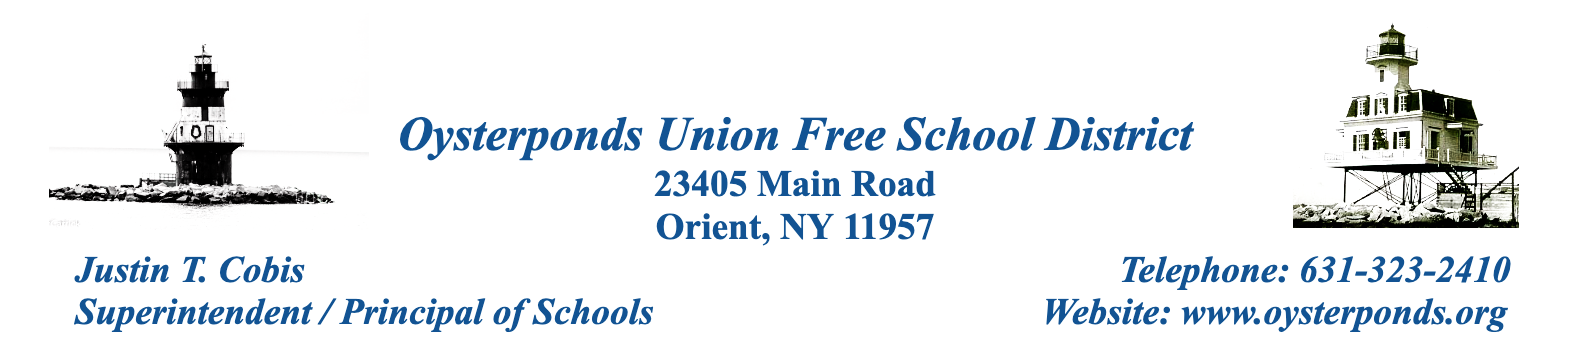 Oysterponds Union Free School District
23405 Main Road
Orient, NY 11957
Justin T. Cobis
Superintendent / Principal of Schools
Telephone: 631-323-2410
Website: www.oysterponds.org